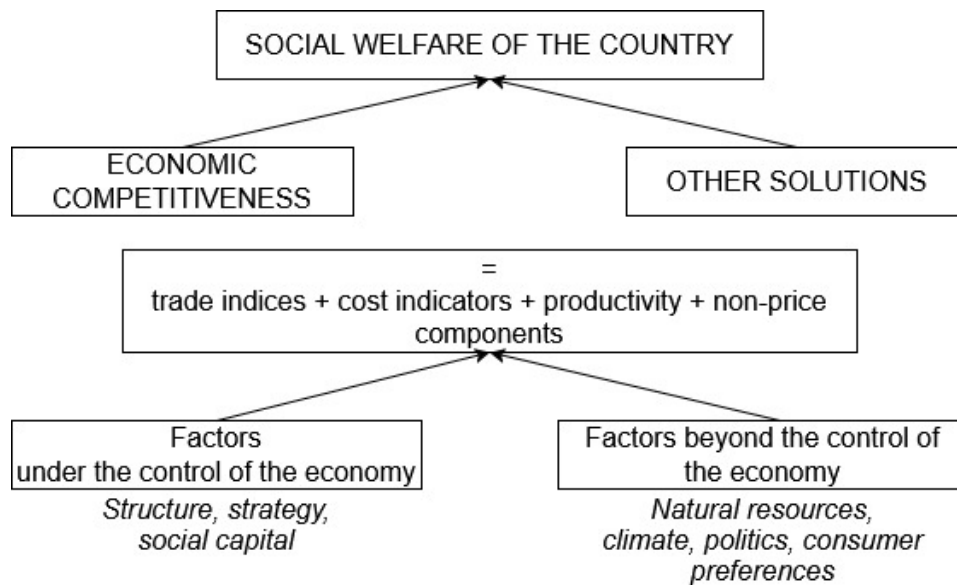 SOCIAL WELFARE OF THE COUNTRY
ECONOMIC
COMPETITIVENESS
OTHER SOLUTIONS
=
trade indices + cost indicators + productivity + non-price
components
Factors
under the control of the economy
Structure, strategy,
social capital
Factors beyond the control of
the economy
Natural resources,
climate, politics, consumer
preferences